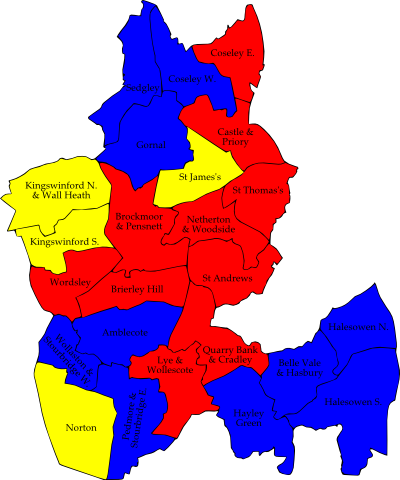 Coseley E.
Sedgley
Coseley W.
Castle &
Priory
Gornal
St James's
St Thomas's
Kingswinford N.
& Wall Heath
Brockmoor
& Pensnett
Netherton
& Woodside
Kingswinford S.
St Andrews
Wordsley
Brierley Hill
Halesowen N.
Amblecote
Quarry Bank
& Cradley
Lye &
Wollescote
Belle Vale
& Hasbury
Wollaston &
Stourbridge W.
Halesowen S.
Pedmore &
Stourbridge E.
Hayley
Green
Norton